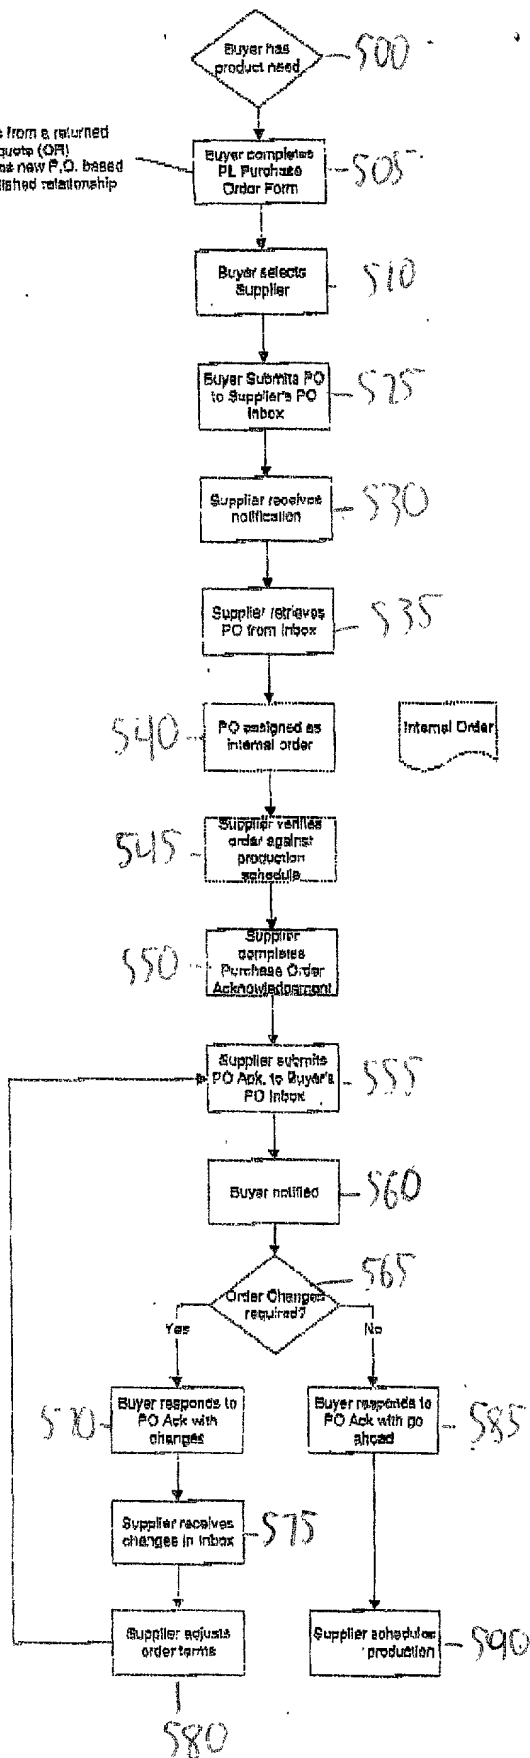 Buyer has
product need
500
from a returned
quote (OR)
new P.O. based
relationship
Buyer completes
PL Purchase
Order Form
505
Buyer selects
Supplier
510
Buyer Submits PO
to Supplier's PO
Inbox
525
Supplier receives
notification
530
Supplier retrieves
PO from Inbox
535
540
PO assigned as
internal order
Internal Order
545
Supplier verifies
order against
production
schedule
550
Supplier
completes
Purchase Order
Acknowledgement
Supplier submits
PO Ack. to Buyer's
PO Inbox
555
Buyer notified
560
565
Order Changes
required?
Yes
No
570
Buyer responds to
PO Ack with
changes
Buyer responds to
PO Ack with go
ahead
585
Supplier receives
changes in Inbox
575
Supplier adjusts
order terms
Supplier schedules
production
590
580